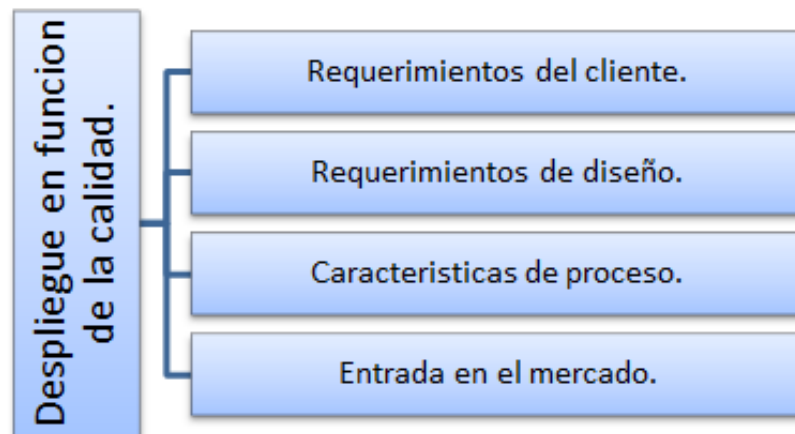 Despliegue en funcion
de la calidad.
Requerimientos del cliente.
Requerimientos de diseño.
Caracteristicas de proceso.
Entrada en el mercado.